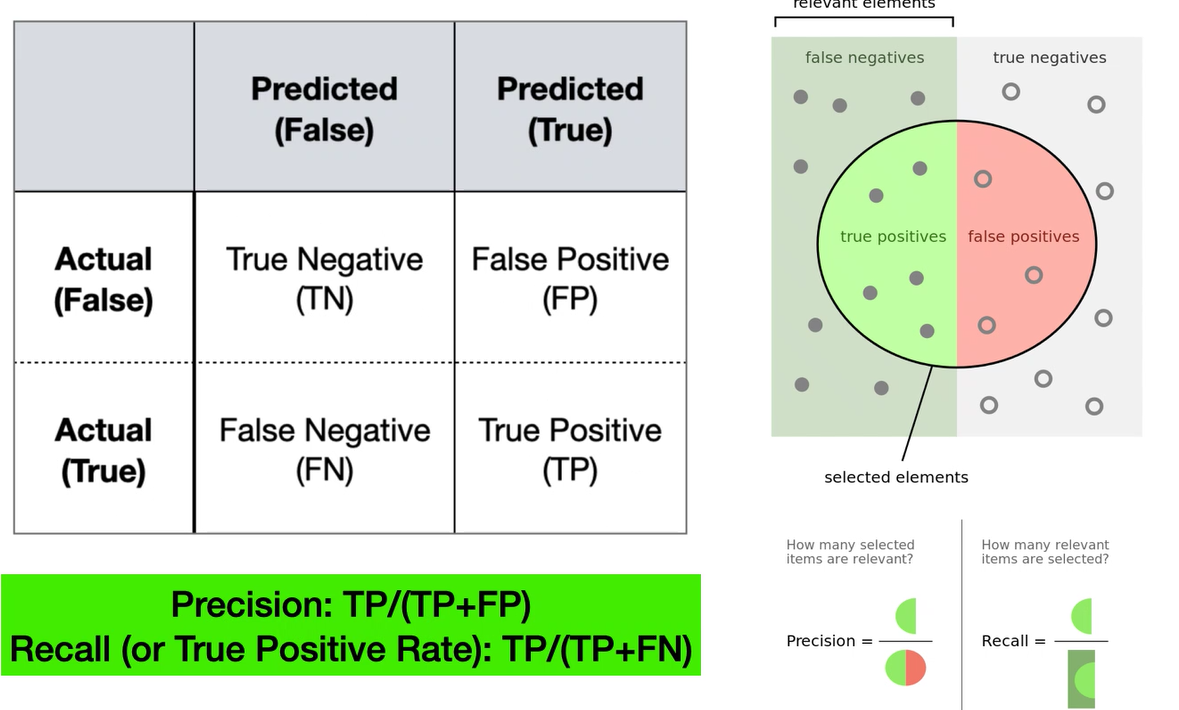 Predicted
(False)
Predicted
(True)
Actual
(False)
True Negative
(TN)
False Positive
(FP)
Actual
(True)
False Negative
(FN)
True Positive
(TP)
Precision: TP/(TP+FP)
Recall (or True Positive Rate): TP/(TP+FN)
relevant elements
false negatives
true negatives
true positives
false positives
selected elements
How many selected
items are relevant?
Precision =
How many relevant
items are selected?
Recall =